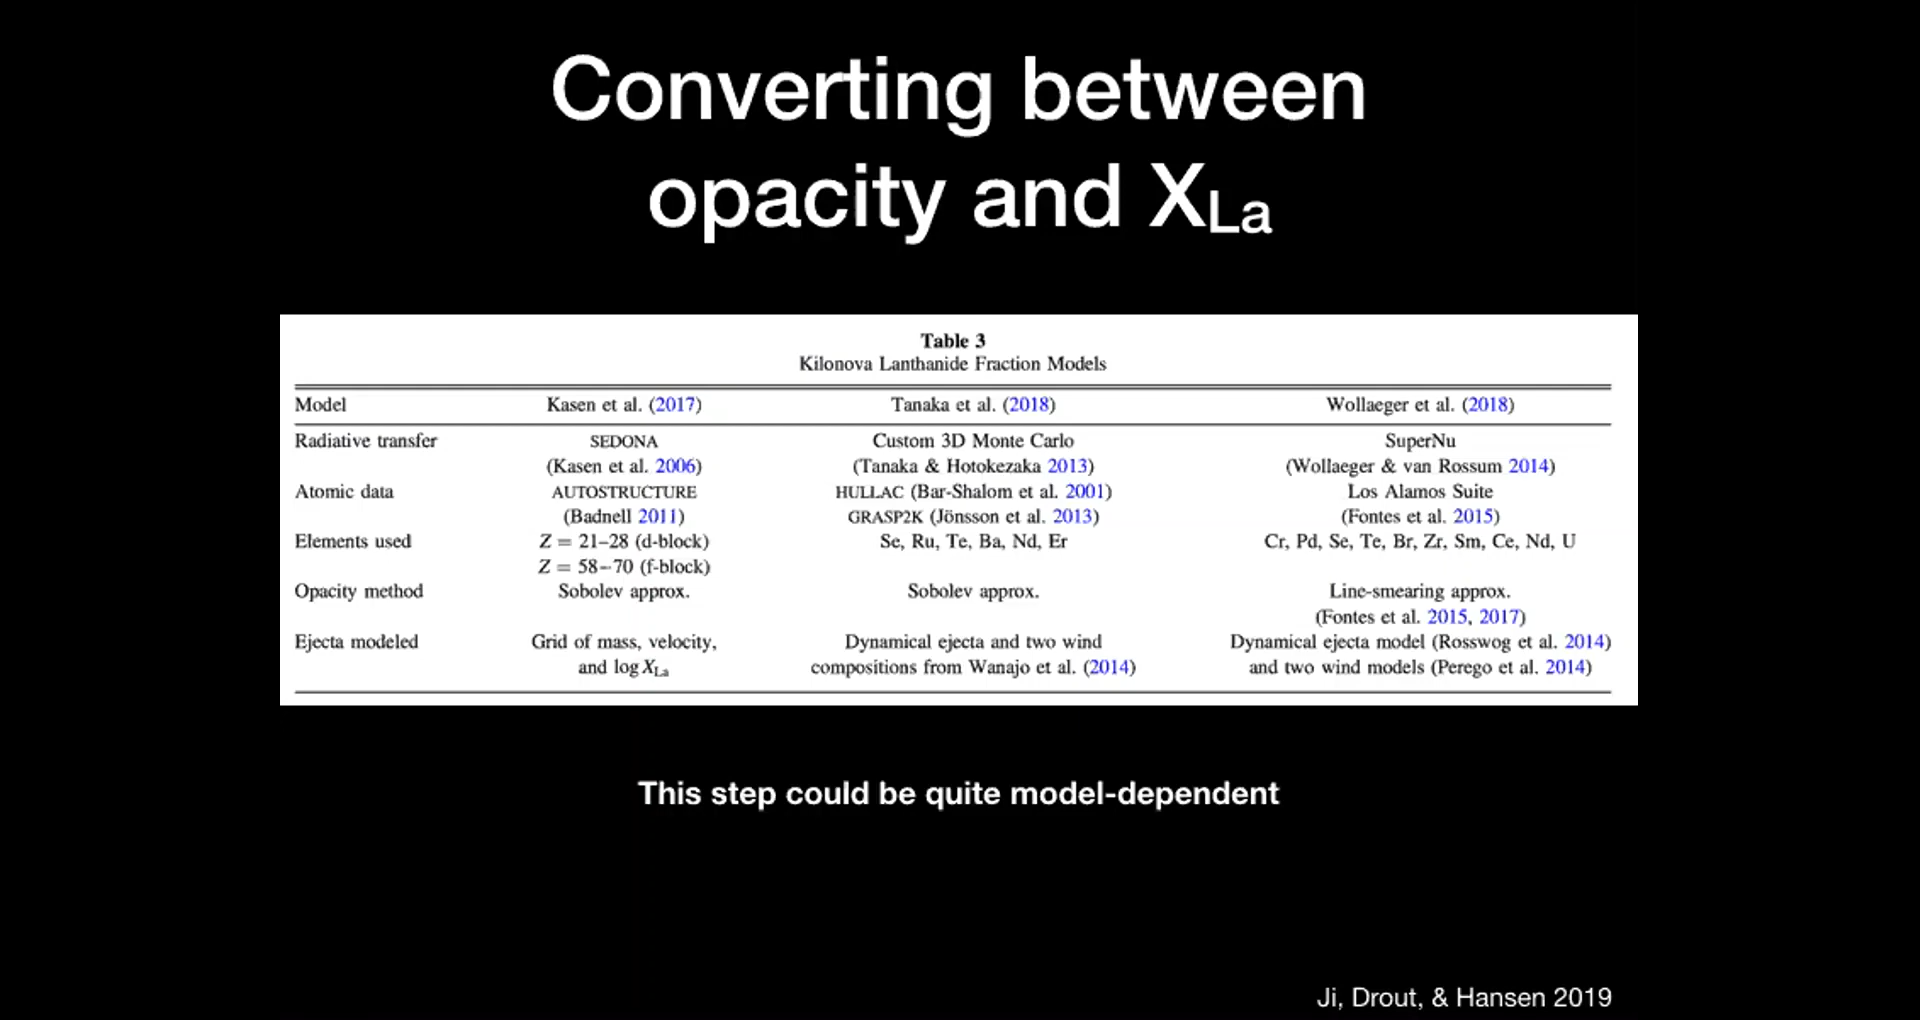 Converting between
opacity and XLa
Table 3
Kilonova Lanthanide Fraction Models
Model Kasen et al. (2017) Tanaka et al. (2018) Wollaeger et al. (2018)
Radiative transfer SEDONA Custom 3D Monte Carlo SuperNu
(Kasen et al. 2006) (Tanaka & Hotokezaka 2013) (Wollaeger & van Rossum 2014)
Atomic data AUTOSTRUCTURE HULLAC (Bar-Shalom et al. 2001) Los Alamos Suite
(Badnell 2011) GRASP2K (Jönsson et al. 2013) (Fontes et al. 2015)
Elements used Z = 21–28 (d-block) Se, Ru, Te, Ba, Nd, Er Cr, Pd, Se, Te, Br, Zr, Sm, Ce, Nd, U
Z = 58–70 (f-block)
Opacity method Sobolev approx. Sobolev approx. Line-smearing approx.
(Fontes et al. 2015, 2017)
Ejecta modeled Grid of mass, velocity, Dynamical ejecta and two wind Dynamical ejecta model (Rosswog et al. 2014)
and log XLa compositions from Wanajo et al. (2014) and two wind models (Perego et al. 2014)
This step could be quite model-dependent
Ji, Drout, & Hansen 2019